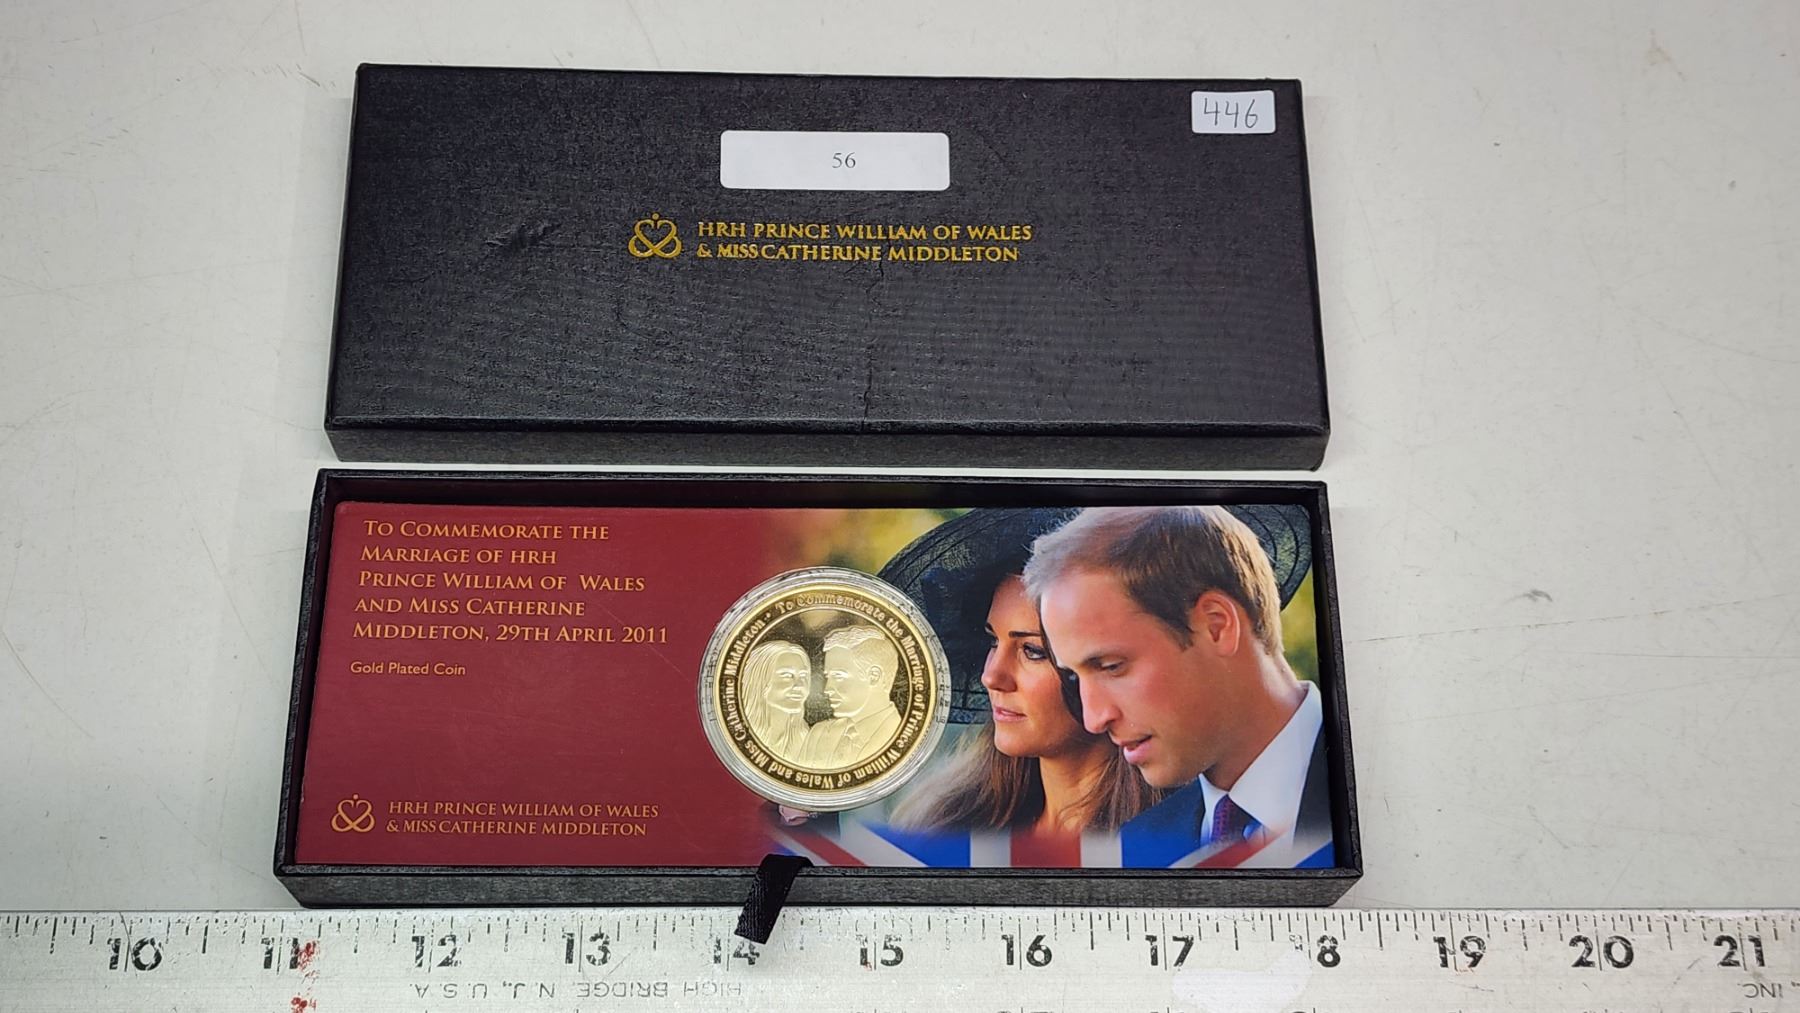 446
56
HRH PRINCE WILLIAM OF WALES
& MISS CATHERINE MIDDLETON
TO COMMEMORATE THE
MARRIAGE OF HRH
PRINCE WILLIAM OF WALES
AND MISS CATHERINE
MIDDLETON, 29TH APRIL 2011
Gold Plated Coin
To Commemorate the Marriage of Prince William of Wales and Miss Catherine Middleton
HRH PRINCE WILLIAM OF WALES
& MISS CATHERINE MIDDLETON
10 11 12 13 14 15 16 17 18 19 20 21
HIGH BRIDGE, N.J., U.S.A.
INC